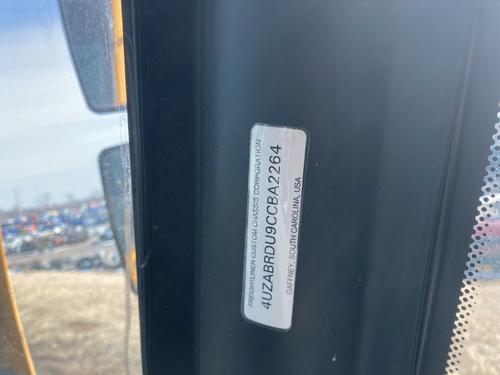 FREIGHTLINER CUSTOM CHASSIS CORPORATION
4UZABRDU9CCBA2264
GAFFNEY, SOUTH CAROLINA, USA